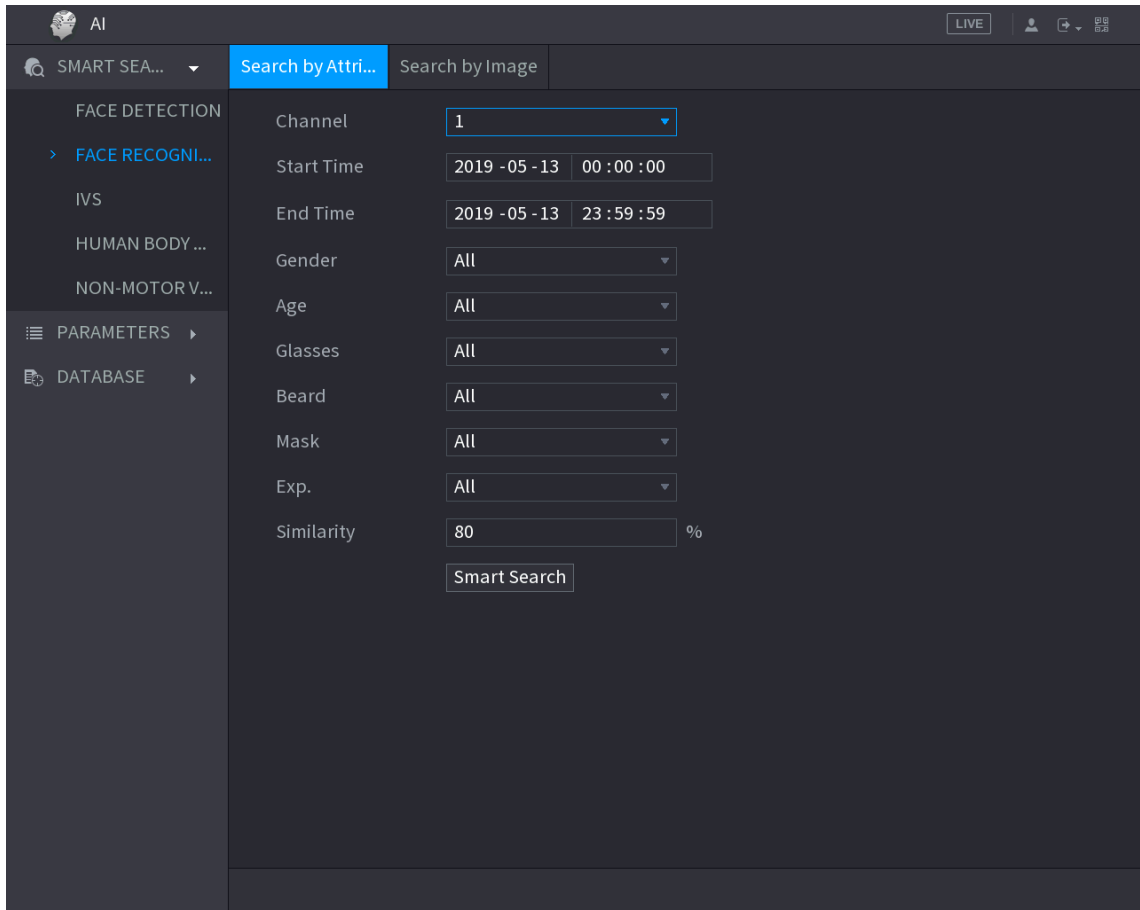 AI
LIVE
SMART SEA...
Search by Attri...
Search by Image
FACE DETECTION
FACE RECOGNI...
IVS
HUMAN BODY ...
NON-MOTOR V...
PARAMETERS
DATABASE
Channel 1
Start Time 2019 -05 -13 00 : 00 : 00
End Time 2019 -05 -13 23 : 59 : 59
Gender All
Age All
Glasses All
Beard All
Mask All
Exp. All
Similarity 80 %
Smart Search